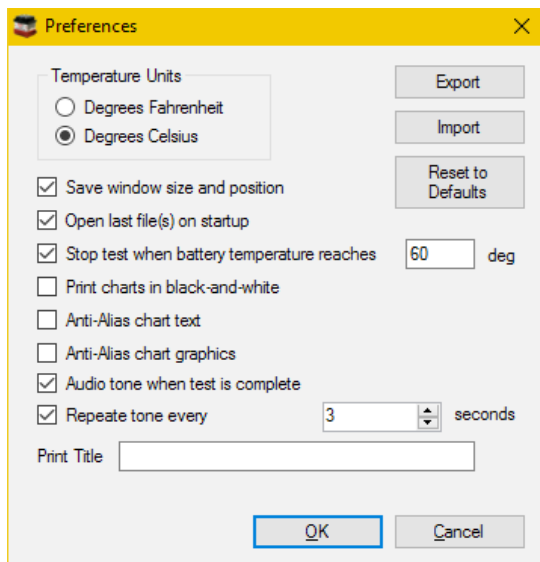 Preferences
Temperature Units
Export
Degrees Fahrenheit
Degrees Celsius
Import
Reset to
Defaults
Save window size and position
Open last file(s) on startup
Stop test when battery temperature reaches 60 deg
Print charts in black-and-white
Anti-Alias chart text
Anti-Alias chart graphics
Audio tone when test is complete
Repeat tone every 3 seconds
Print Title
OK Cancel